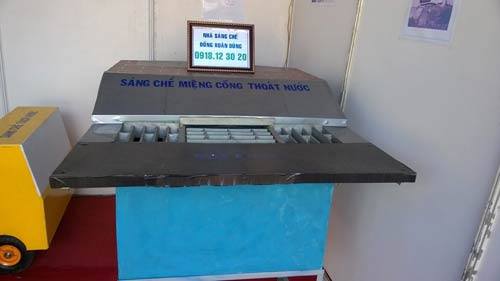 NHÀ SÁNG CHẾ
ĐỒNG XUÂN DŨNG
0918.12 30 20
SÁNG CHẾ MIỆNG CỐNG THOÁT NƯỚC